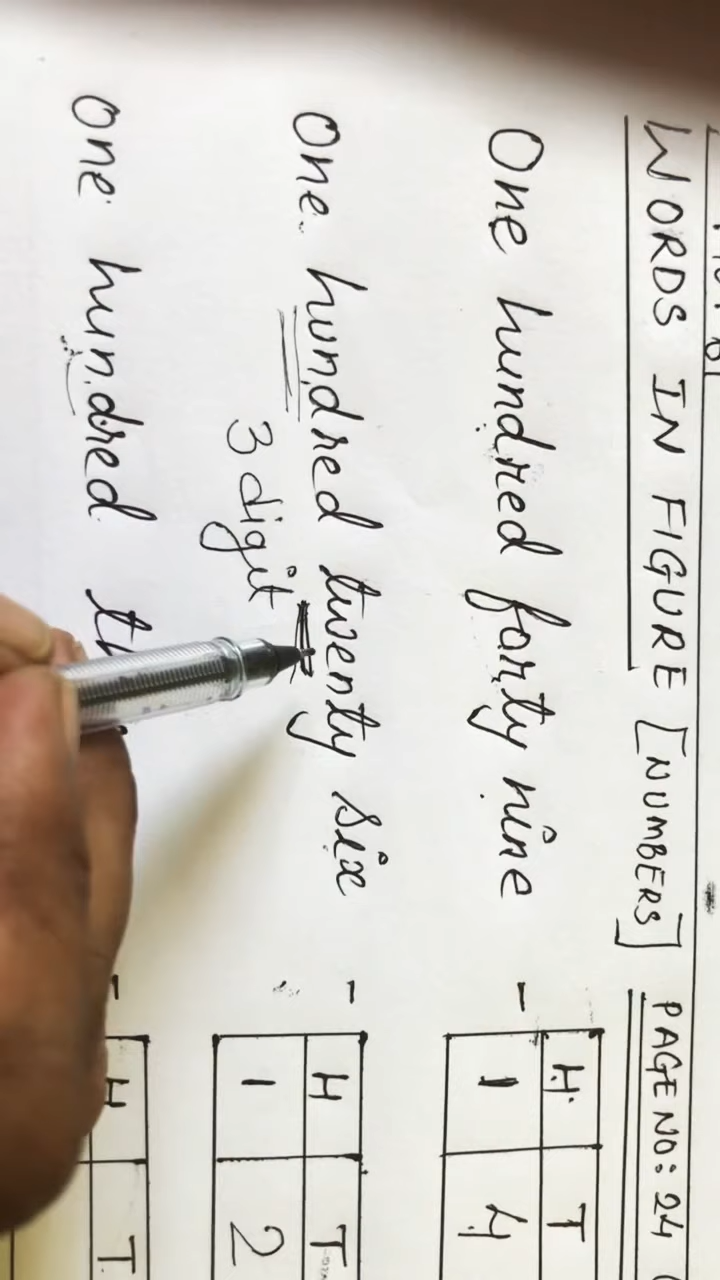 WORDS IN FIGURE [NUMBERS] PAGE NO: 24
One hundred forty nine - H T
1 4
One hundred twenty six - H T
3 digit 1 2
One hundred - H T